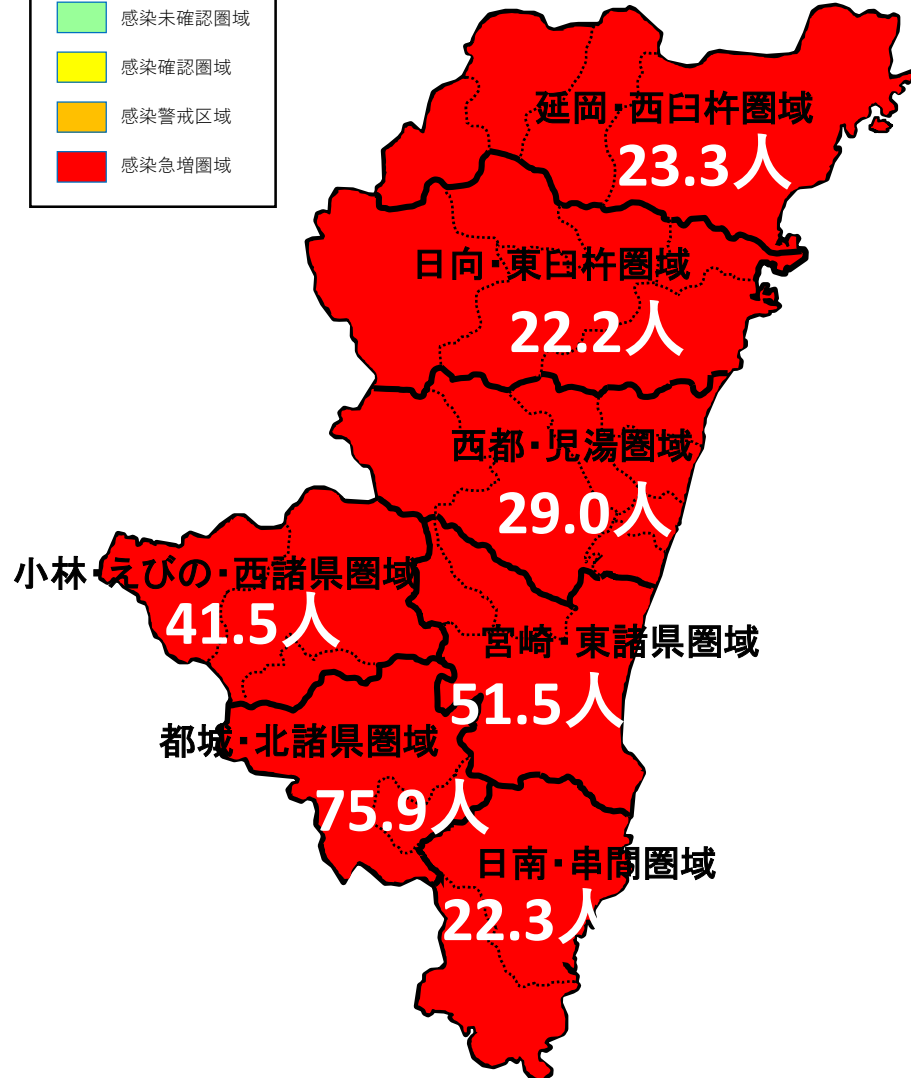 感染未確認圏域
感染確認圏域
感染警戒区域
感染急増圏域
延岡・西臼杵圏域
23.3人
日向・東臼杵圏域
22.2人
西都・児湯圏域
29.0人
小林・えびの・西諸県圏域
41.5人
宮崎・東諸県圏域
51.5人
都城・北諸県圏域
75.9人
日南・串間圏域
22.3人